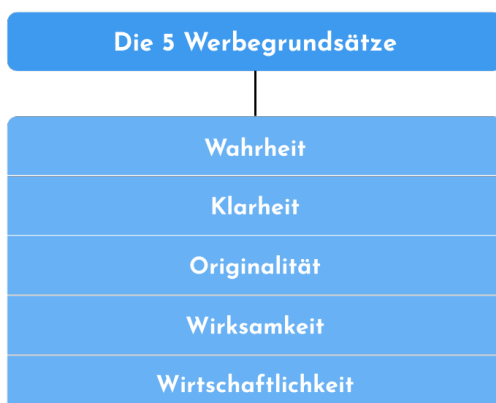 Die 5 Werbegrundsätze
Wahrheit
Klarheit
Originalität
Wirksamkeit
Wirtschaftlichkeit